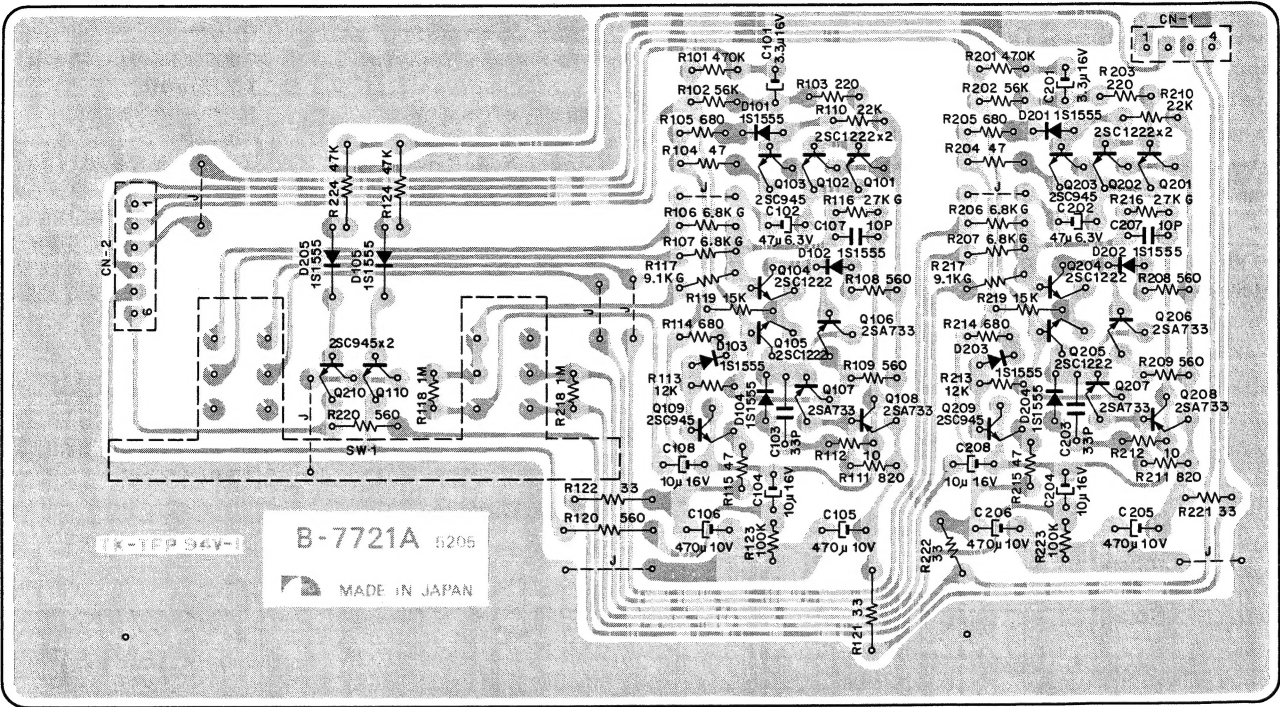 CN-1
1
4
R101 470K
C101
3.3µ16V
R102 56K
R103 220
D101
1S1555
R110 22K
R105 680
2SC1222x2
R104 47
Q103
2SC945
Q102
Q101
J
R106 6.8K G
C102
47µ 6.3V
R116 27K G
C107 10P
R107 6.8K G
D102 1S1555
R117
9.1K G
Q104
2SC1222
R108 560
R119 15K
R114 680
Q106
2SA733
Q105
2SC1222
D103
1S1555
R113
12K
R109 560
Q107
2SA733
D104
1S1555
Q109
2SC945
Q108
2SA733
C103
33P
R112 10
R111 820
C108
10µ 16V
R115 47
C104
10µ 16V
C106
470µ 10V
R123
100K
C105
470µ 10V
R121 33
R201 470K
C201
3.3µ16V
R203
220
R202 56K
R210
22K
R205 680
D201 1S1555
2SC1222x2
R204 47
Q203
2SC945
Q202
Q201
J
R206 6.8K G
C202
47µ 6.3V
R216 27K G
C207 10P
R207 6.8K G
D202 1S1555
R217
9.1K G
Q204
2SC1222
R208 560
R219 15K
R214 680
Q206
2SA733
Q205
2SC1222
D203
1S1555
R213
12K
R209 560
Q207
2SA733
D204
1S1555
Q209
2SC945
Q208
2SA733
C203
33P
R212 10
R211 820
C208
10µ 16V
R215 47
C204
10µ 16V
R221 33
C206
470µ 10V
R223
100K
C205
470µ 10V
R222
33
J
R224 47K
R124 47K
J
CN-2
1
6
D205
1S1555
D105
1S1555
J
J
2SC945x2
Q210
Q110
R118 1M
R218 1M
J
R220 560
SW-1
R122 33
R120 560
J
B-7721A 5205
MADE IN JAPAN